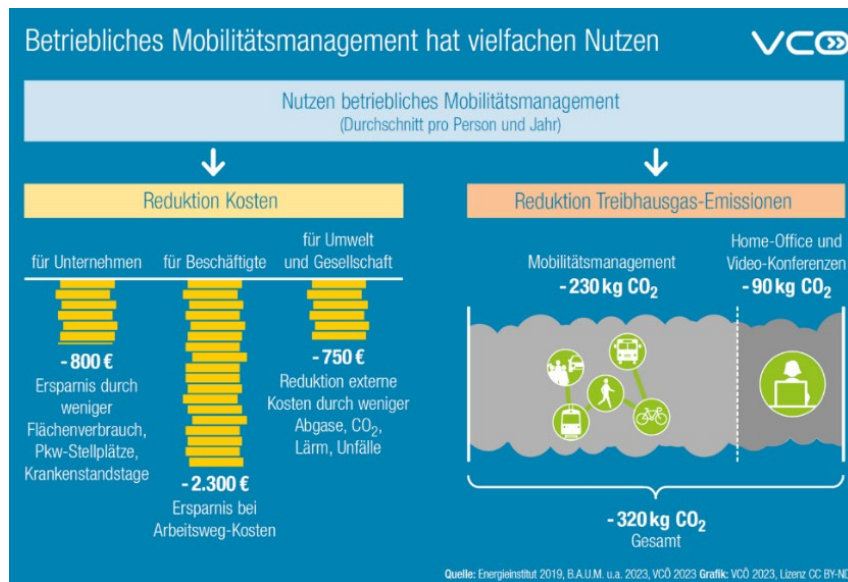 Betriebliches Mobilitätsmanagement hat vielfachen Nutzen
VCÖ
Nutzen betriebliches Mobilitätsmanagement
(Durchschnitt pro Person und Jahr)
Reduktion Kosten
für Unternehmen
für Beschäftigte
für Umwelt
und Gesellschaft
- 800 €
Ersparnis durch
weniger
Flächenverbrauch,
Pkw-Stellplätze,
Krankenstandstage
- 2.300 €
Ersparnis bei
Arbeitsweg-Kosten
- 750 €
Reduktion externe
Kosten durch weniger
Abgase, CO₂,
Lärm, Unfälle
Reduktion Treibhausgas-Emissionen
Mobilitätsmanagement
- 230 kg CO₂
Home-Office und
Video-Konferenzen
- 90 kg CO₂
- 320 kg CO₂
Gesamt
Quelle: Energieinstitut 2019, B.A.U.M. u.a. 2023, VCÖ 2023 Grafik: VCÖ 2023, Lizenz CC BY-ND